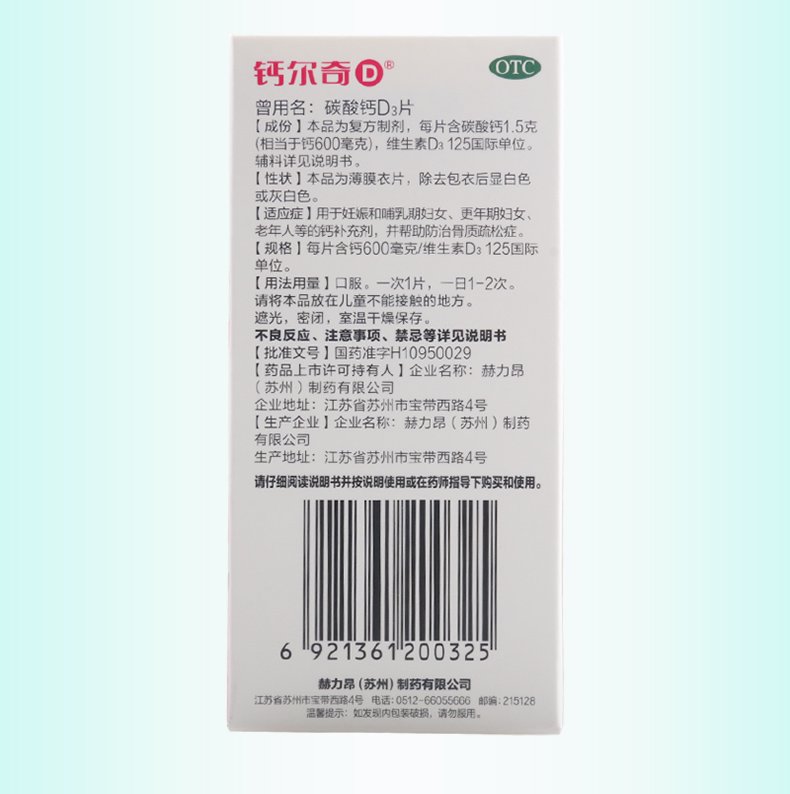 钙尔奇D®
OTC
曾用名：碳酸钙D₃片
【成份】本品为复方制剂，每片含碳酸钙1.5克
(相当于钙600毫克)，维生素D₃ 125国际单位。
辅料详见说明书。
【性状】本品为薄膜衣片，除去包衣后显白色
或灰白色。
【适应症】用于妊娠和哺乳期妇女、更年期妇女、
老年人等的钙补充剂，并帮助防治骨质疏松症。
【规格】每片含钙600毫克/维生素D₃ 125国际
单位。
【用法用量】口服。一次1片，一日1-2次。
请将本品放在儿童不能接触的地方。
遮光，密闭，室温干燥保存。
不良反应、注意事项、禁忌等详见说明书
【批准文号】国药准字H10950029
【药品上市许可持有人】企业名称：赫力昂
（苏州）制药有限公司
企业地址：江苏省苏州市宝带西路4号
【生产企业】企业名称：赫力昂（苏州）制药
有限公司
生产地址：江苏省苏州市宝带西路4号
请仔细阅读说明书并按说明使用或在药师指导下购买和使用。
6 921361 200325
赫力昂（苏州）制药有限公司
江苏省苏州市宝带西路4号 电话：0512-66055666 邮编：215128
温馨提示：如发现内包装破损，请勿服用。